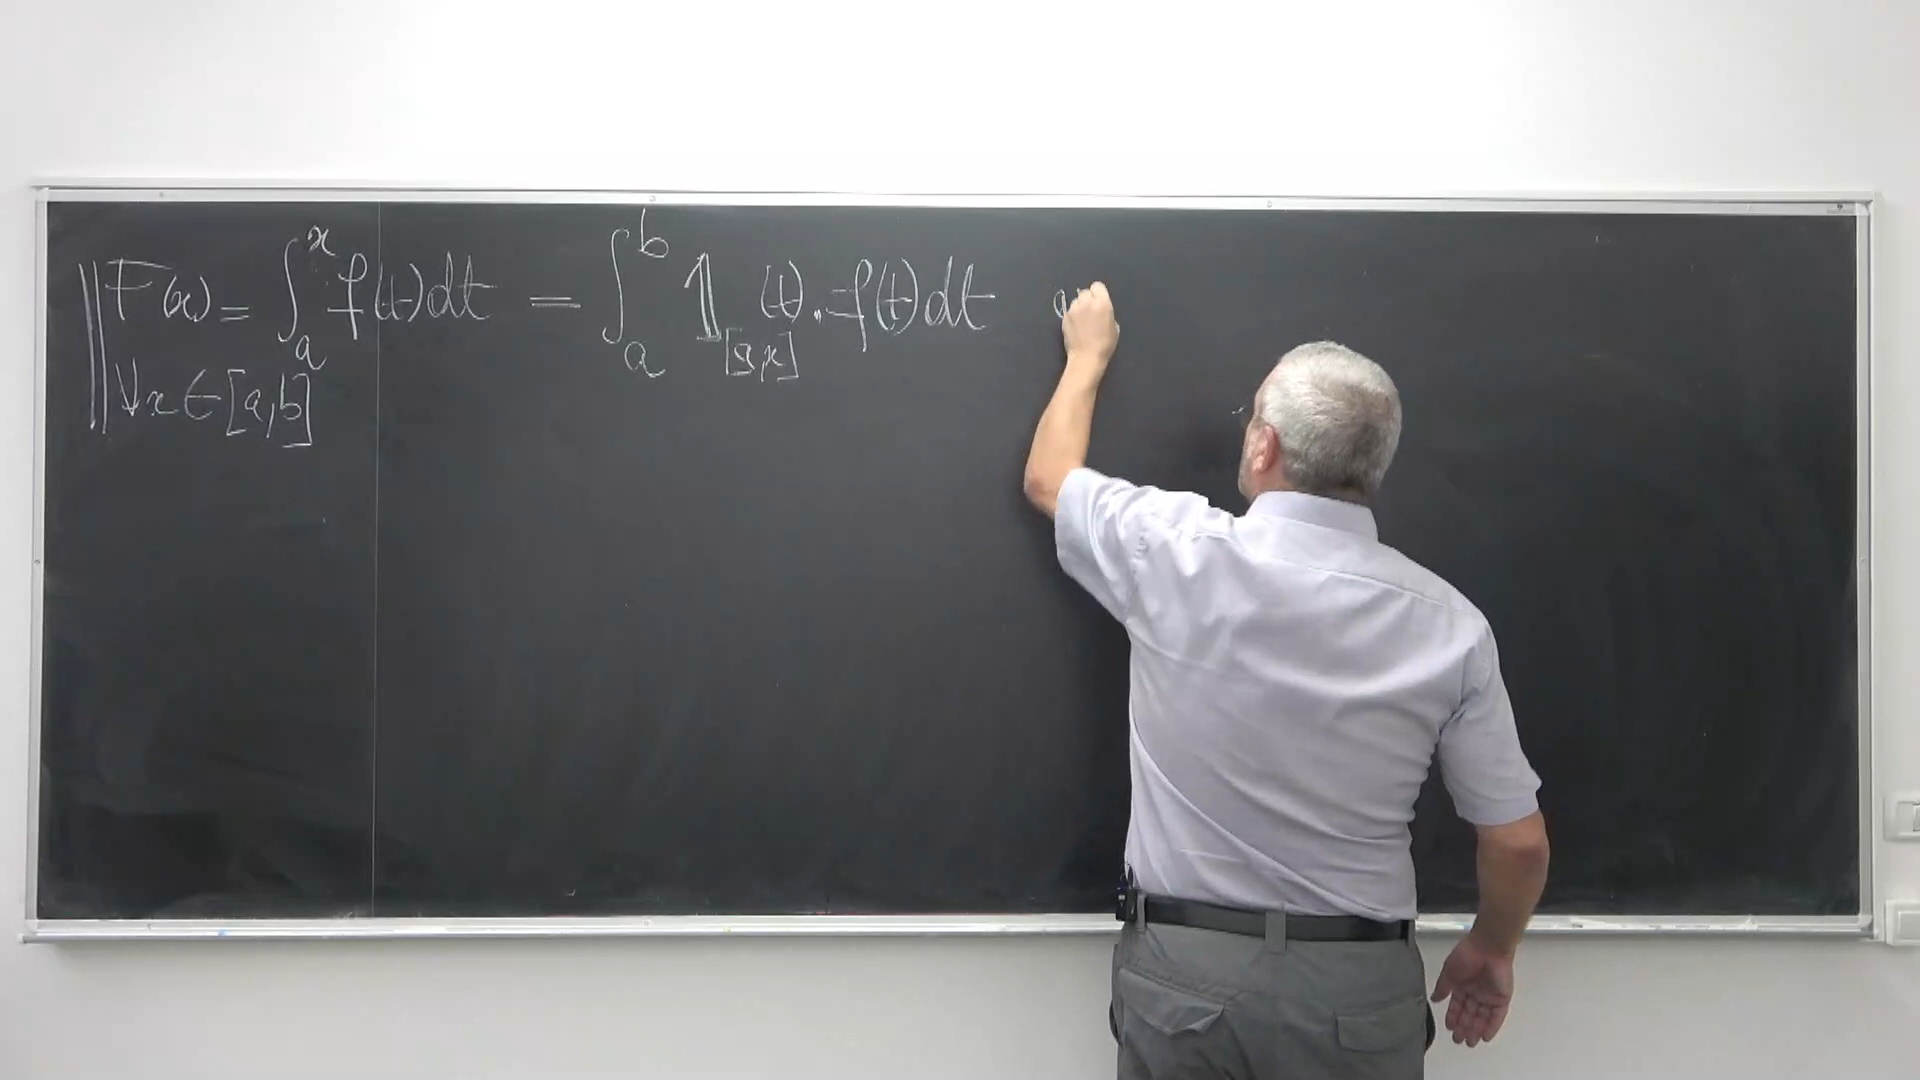 F(x) = ∫_a^x f(t)dt = ∫_a^b 𝟙_[a,x] (t) . f(t)dt
∀x ∈ [a,b]